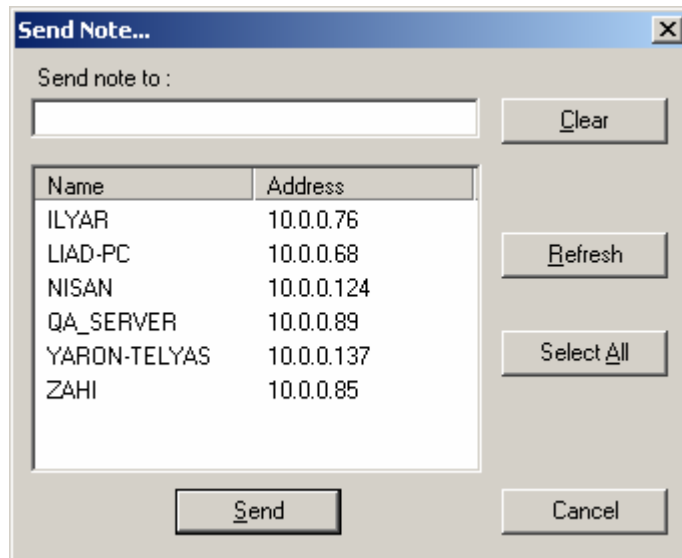 Send Note...
Send note to :
Clear
Name Address
ILYAR 10.0.0.76
LIAD-PC 10.0.0.68
NISAN 10.0.0.124
QA_SERVER 10.0.0.89
YARON-TELYAS 10.0.0.137
ZAHI 10.0.0.85
Refresh
Select All
Send Cancel